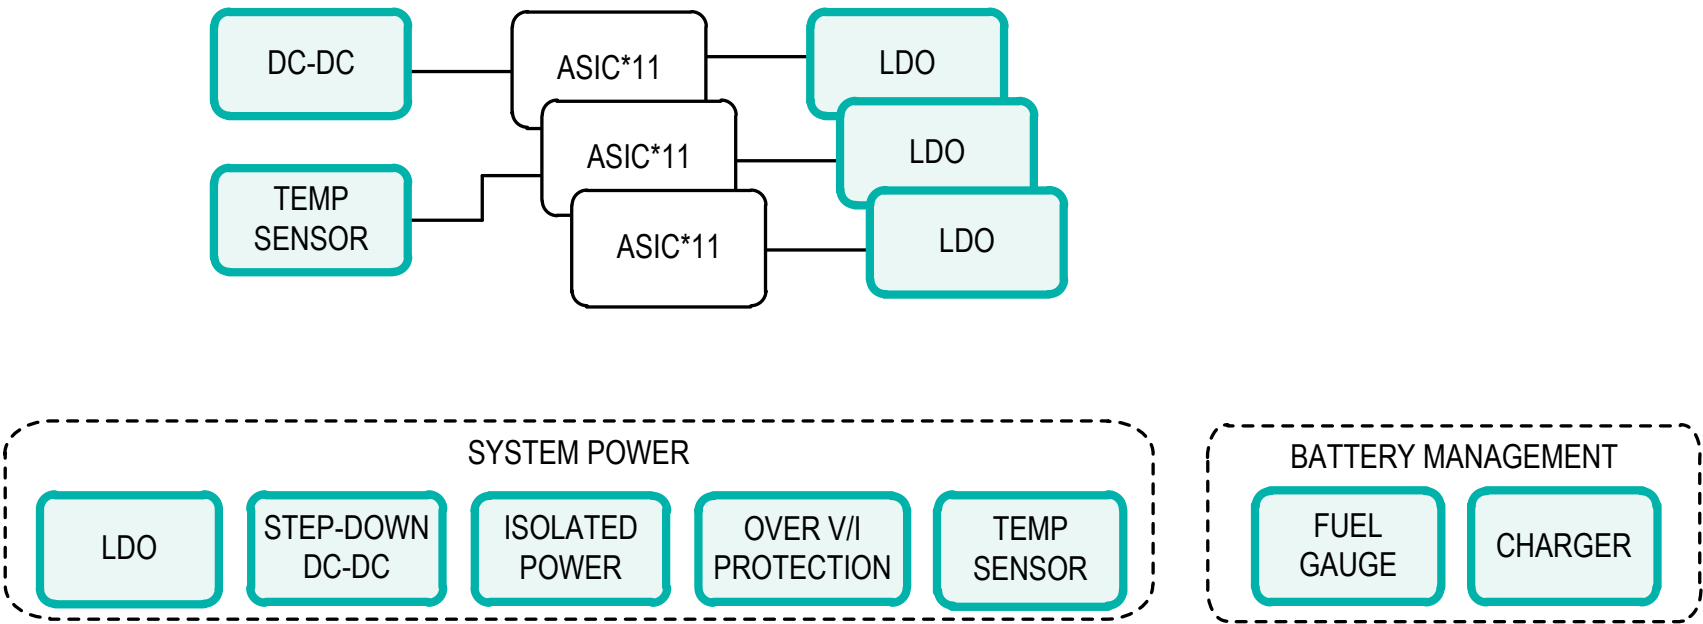 DC-DC
ASIC*11
LDO
ASIC*11
LDO
TEMP
SENSOR
ASIC*11
LDO
SYSTEM POWER
LDO
STEP-DOWN
DC-DC
ISOLATED
POWER
OVER V/I
PROTECTION
TEMP
SENSOR
BATTERY MANAGEMENT
FUEL
GAUGE
CHARGER